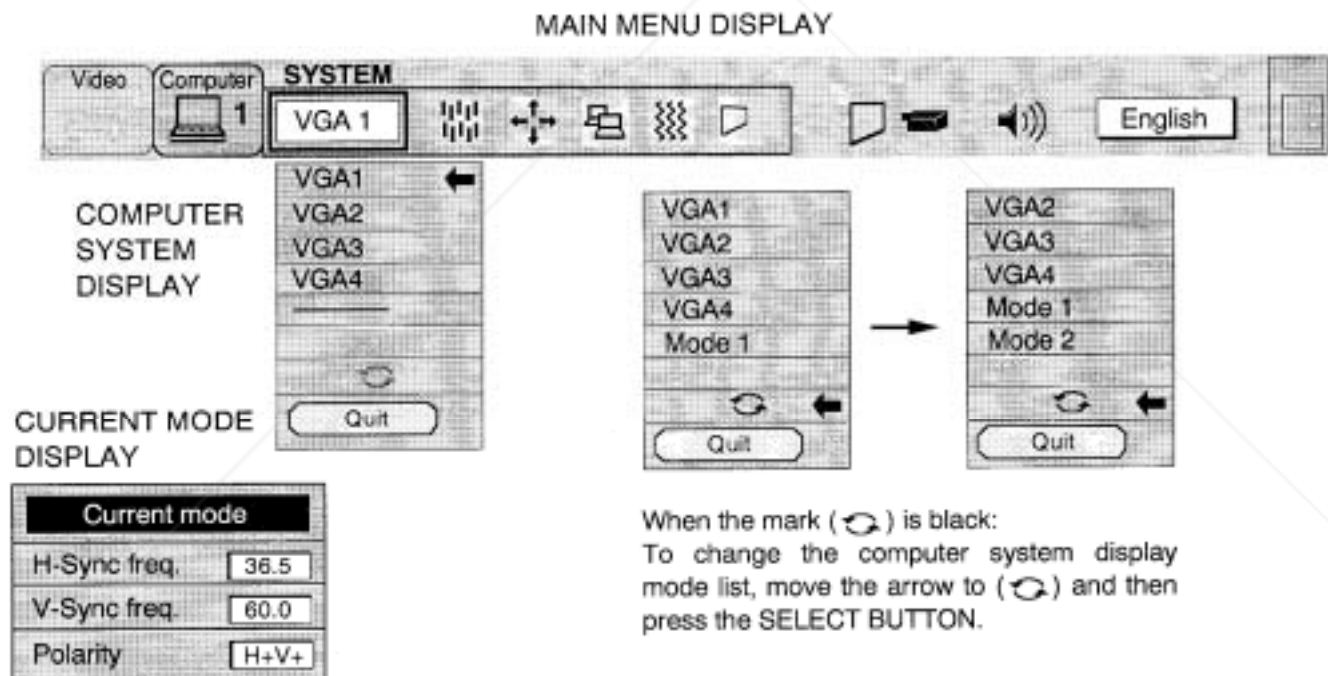 MAIN MENU DISPLAY
Video
Computer
1
SYSTEM
VGA 1
English
COMPUTER
SYSTEM
DISPLAY
VGA1
VGA2
VGA3
VGA4
Quit
VGA1
VGA2
VGA3
VGA4
Mode 1
Quit
VGA2
VGA3
VGA4
Mode 1
Mode 2
Quit
CURRENT MODE
DISPLAY
Current mode
H-Sync freq. 36.5
V-Sync freq. 60.0
Polarity H+V+
When the mark ( ) is black:
To change the computer system display
mode list, move the arrow to ( ) and then
press the SELECT BUTTON.